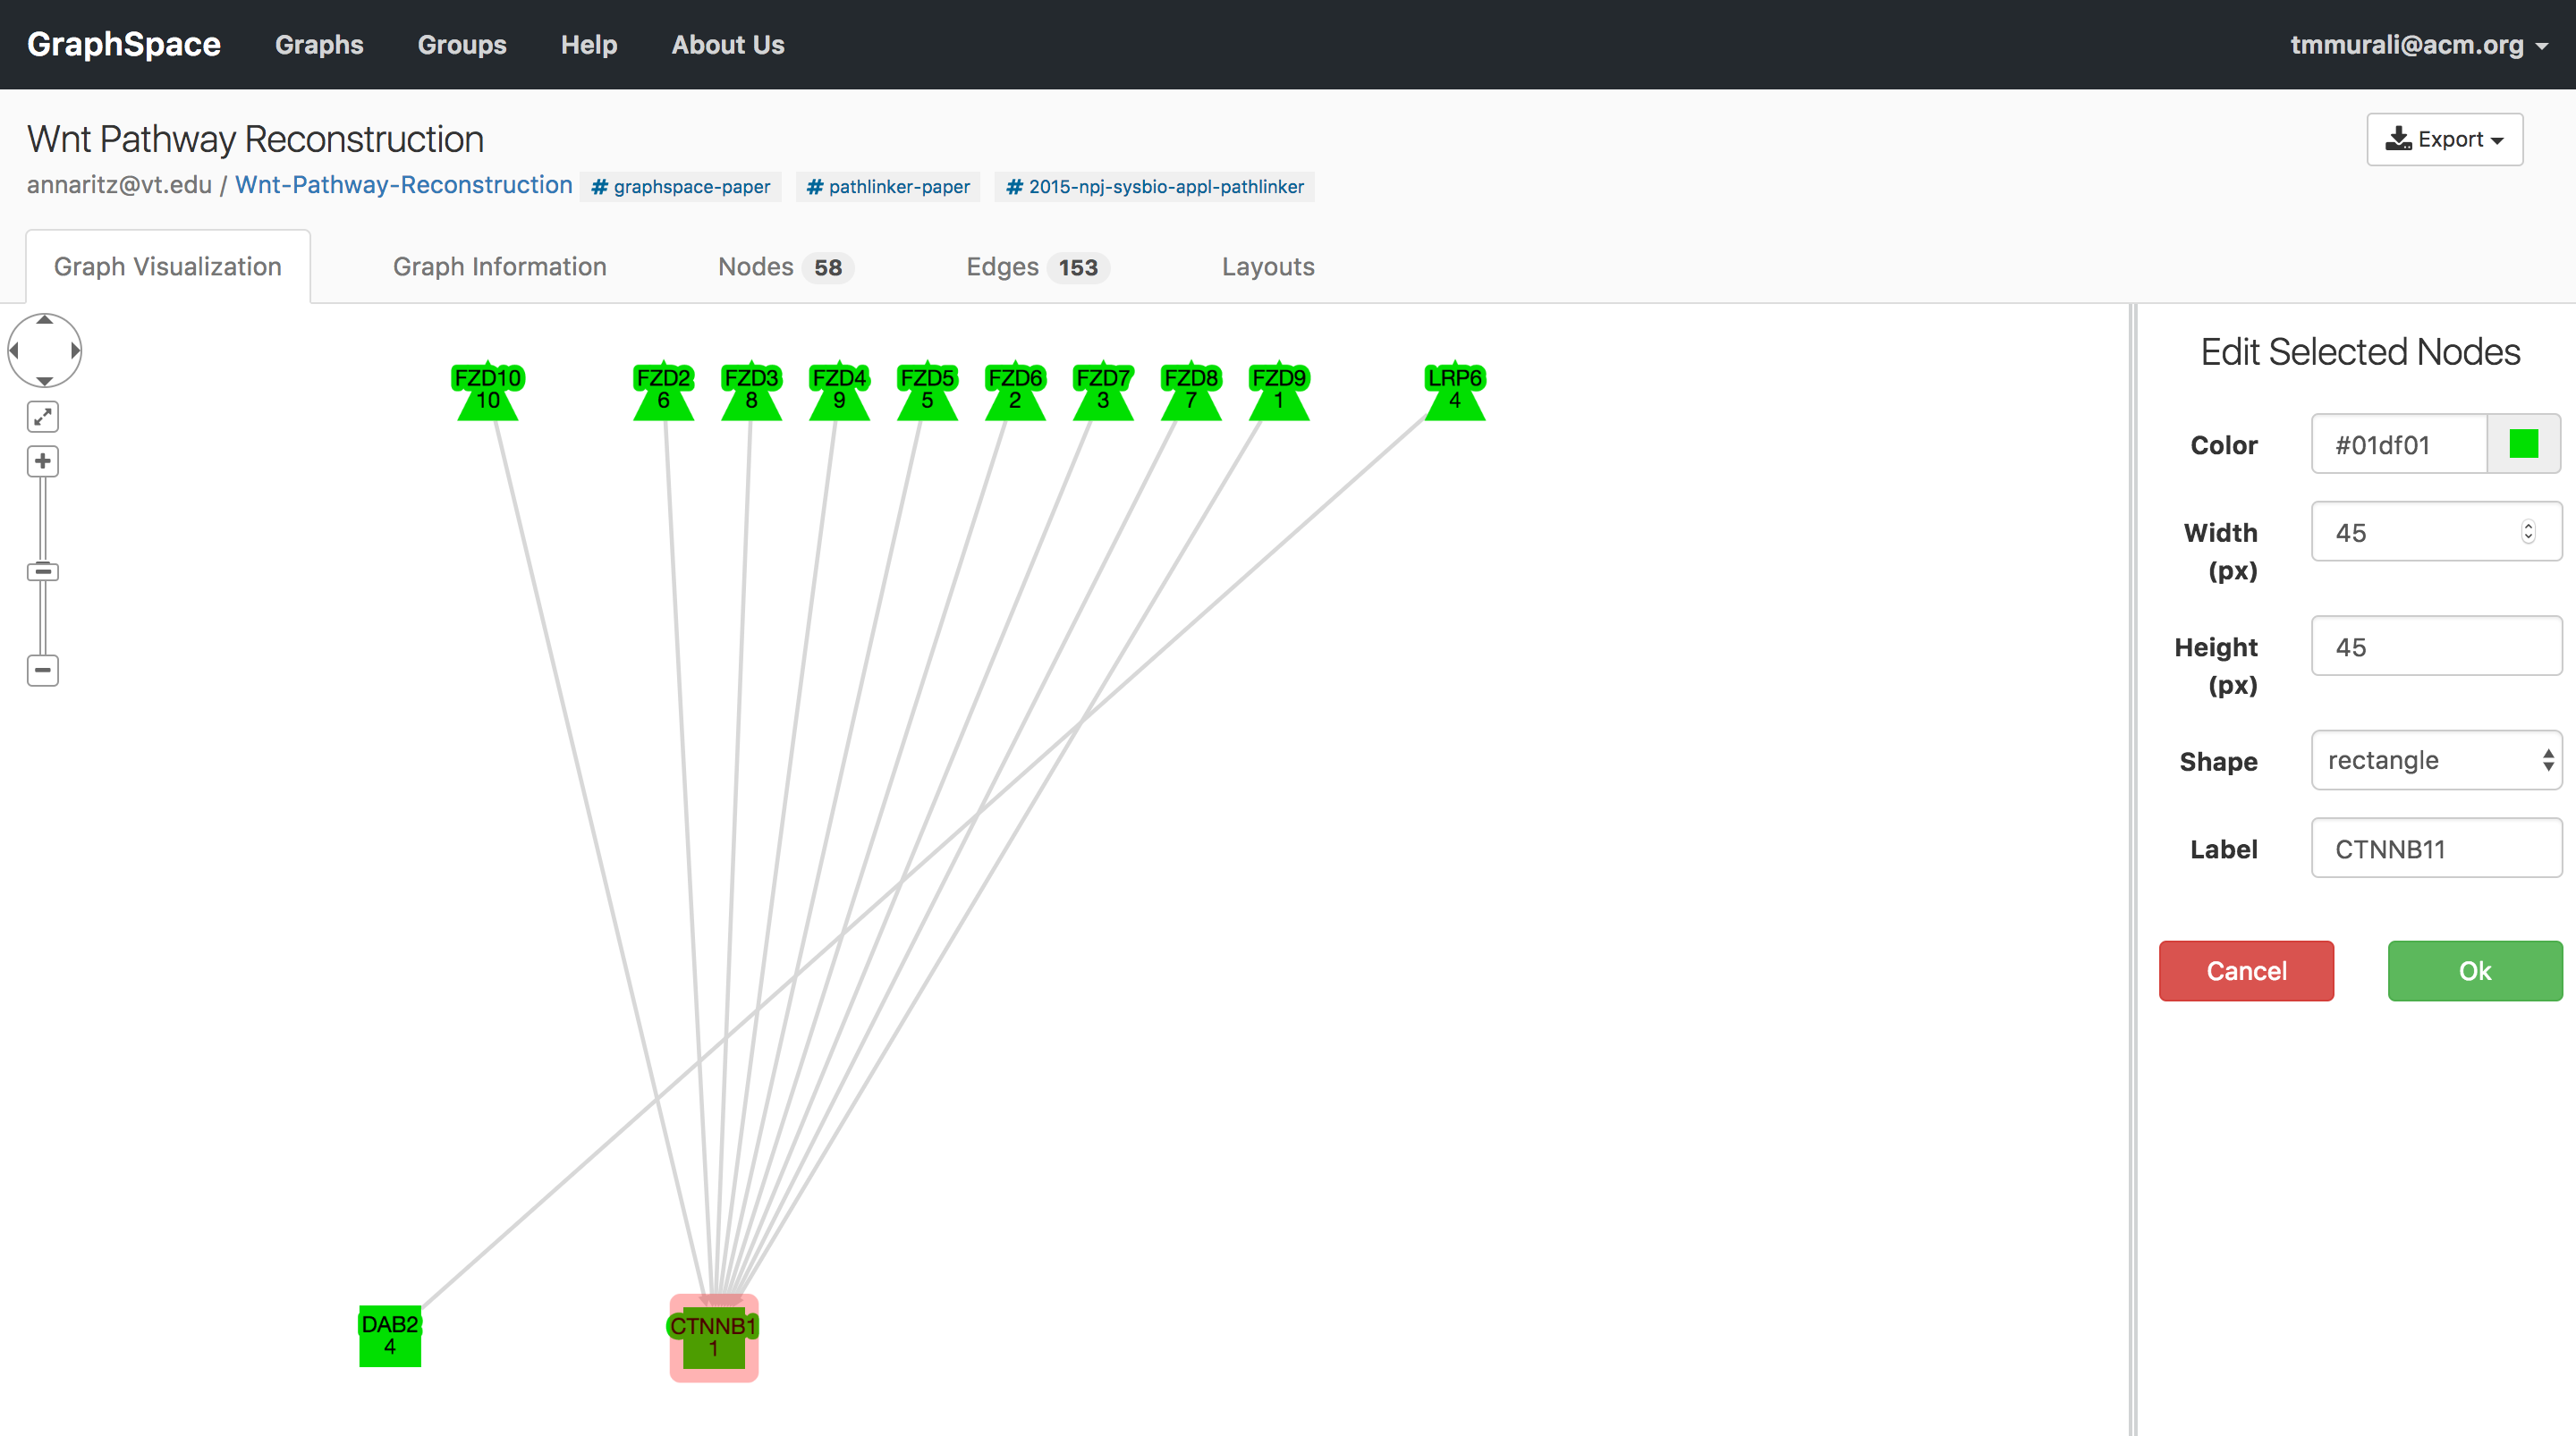 GraphSpace Graphs Groups Help About Us tmmurali@acm.org
Wnt Pathway Reconstruction
Export
annaritz@vt.edu / Wnt-Pathway-Reconstruction # graphspace-paper # pathlinker-paper # 2015-npj-sysbio-appl-pathlinker
Graph Visualization Graph Information Nodes 58 Edges 153 Layouts
FZD10 FZD2 FZD3 FZD4 FZD5 FZD6 FZD7 FZD8 FZD9 LRP6
10 6 8 9 5 2 3 7 1 4
DAB2 CTNNB1
4 1
Edit Selected Nodes
Color #01df01
Width 45
(px)
Height 45
(px)
Shape rectangle
Label CTNNB11
Cancel Ok